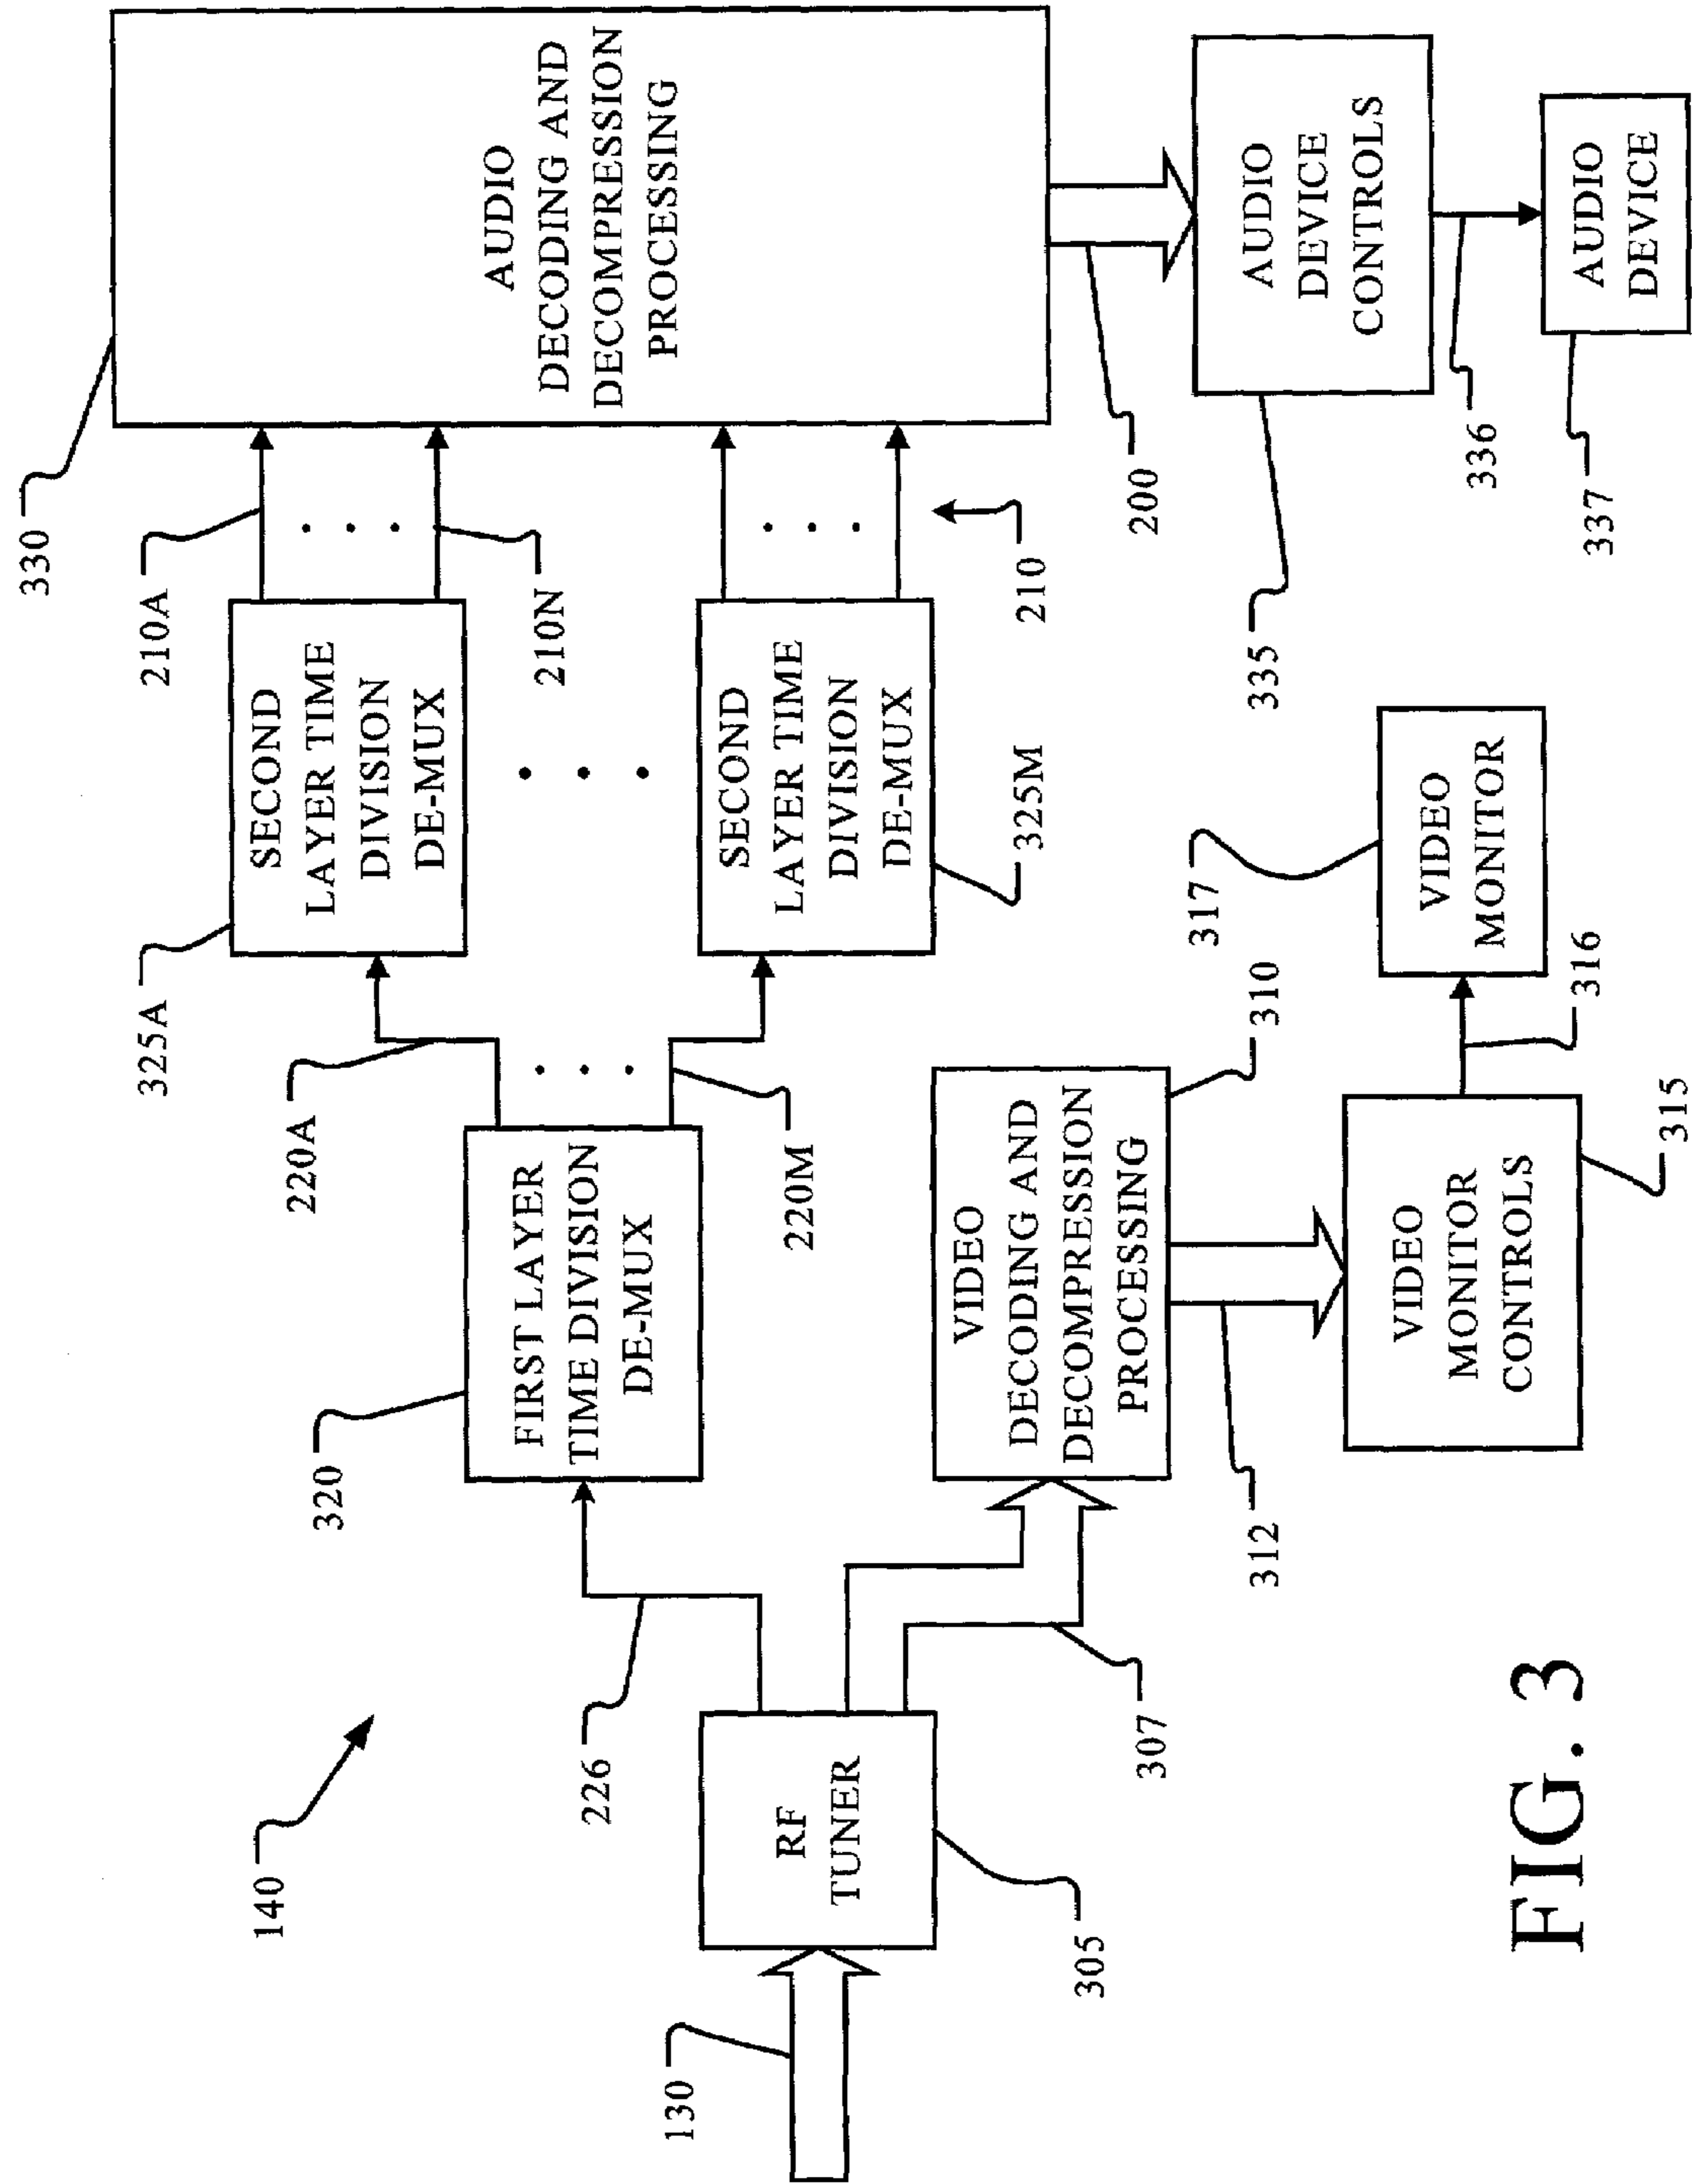 330
AUDIO
DECODING AND
DECOMPRESSION
PROCESSING
210A
210N
SECOND
LAYER TIME
DIVISION
DE-MUX
325A
SECOND
LAYER TIME
DIVISION
DE-MUX
325M
210
200
AUDIO
DEVICE
CONTROLS
335
336
AUDIO
DEVICE
337
220A
220M
FIRST LAYER
TIME DIVISION
DE-MUX
320
VIDEO
DECODING AND
DECOMPRESSION
PROCESSING
310
317
VIDEO
MONITOR
316
312
VIDEO
MONITOR
CONTROLS
315
140
226
307
RF
TUNER
305
130
FIG. 3